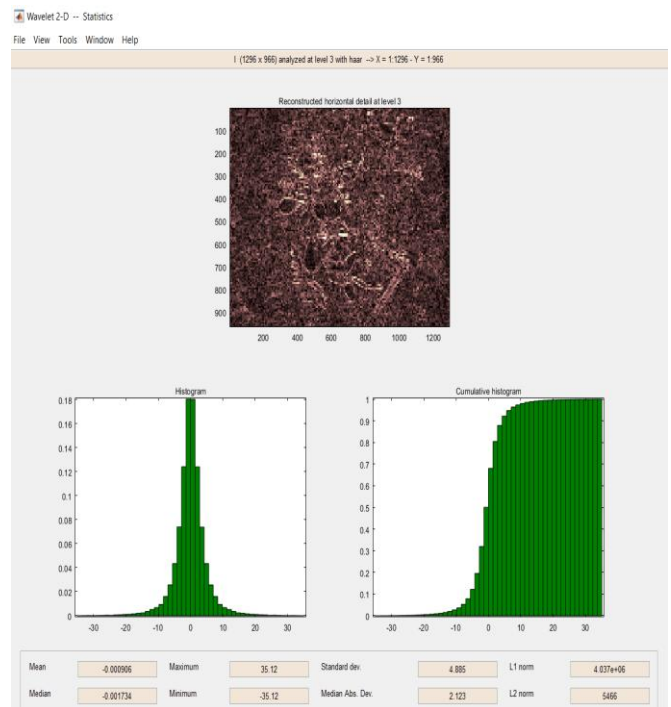 Wavelet 2-D -- Statistics
File View Tools Window Help
I (1296 x 966) analyzed at level 3 with haar --> X = 1:1296 - Y = 1:966
Reconstructed horizontal detail at level 3
100
200
300
400
500
600
700
800
900
200 400 600 800 1000 1200
Histogram
0.18
0.16
0.14
0.12
0.1
0.08
0.06
0.04
0.02
0
-30 -20 -10 0 10 20 30
Cumulative histogram
1
0.9
0.8
0.7
0.6
0.5
0.4
0.3
0.2
0.1
0
-30 -20 -10 0 10 20 30
Mean -0.000906 Maximum 35.12 Standard dev. 4.885 L1 norm 4.037e+06
Median -0.001734 Minimum -35.12 Median Abs. Dev. 2.123 L2 norm 5466